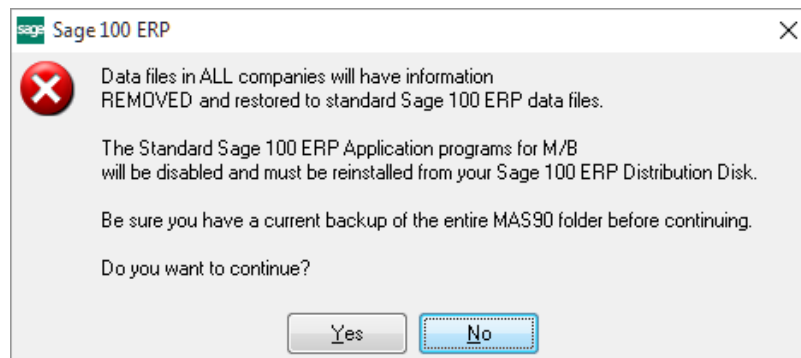 sage Sage 100 ERP
Data files in ALL companies will have information
REMOVED and restored to standard Sage 100 ERP data files.
The Standard Sage 100 ERP Application programs for M/B
will be disabled and must be reinstalled from your Sage 100 ERP Distribution Disk.
Be sure you have a current backup of the entire MAS90 folder before continuing.
Do you want to continue?
Yes No